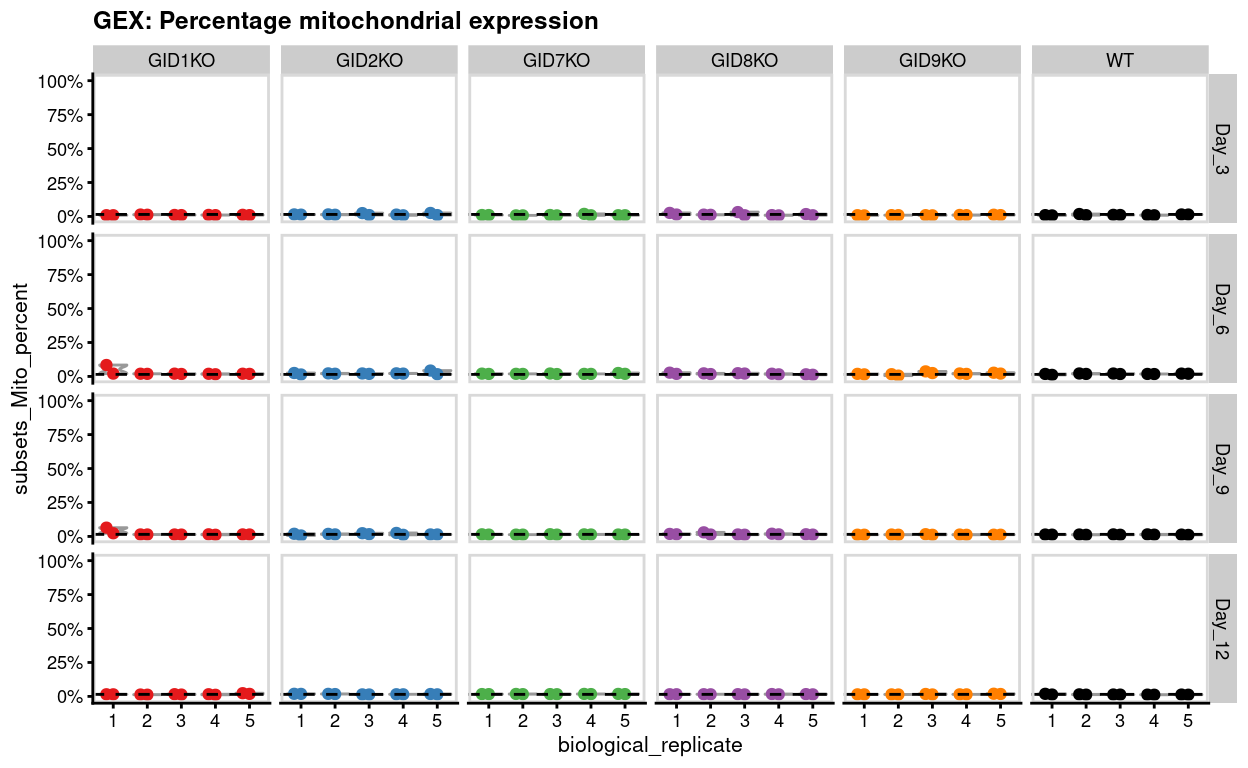 GEX: Percentage mitochondrial expression
GID1KO GID2KO GID7KO GID8KO GID9KO WT
100%
75%
50%
25%
0%
Day_3
100%
75%
50%
25%
0%
Day_6
100%
75%
50%
25%
0%
Day_9
100%
75%
50%
25%
0%
Day_12
subsets_Mito_percent
1 2 3 4 5 1 2 3 4 5 1 2 3 4 5 1 2 3 4 5 1 2 3 4 5 1 2 3 4 5
biological_replicate